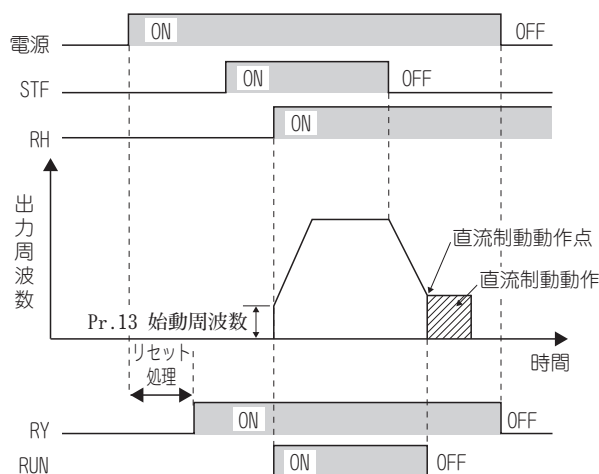 電源
ON
OFF
STF
ON
OFF
RH
ON
出力周波数
直流制動動作点
直流制動動作
Pr.13 始動周波数
時間
リセット
処理
RY
ON
OFF
RUN
ON
OFF